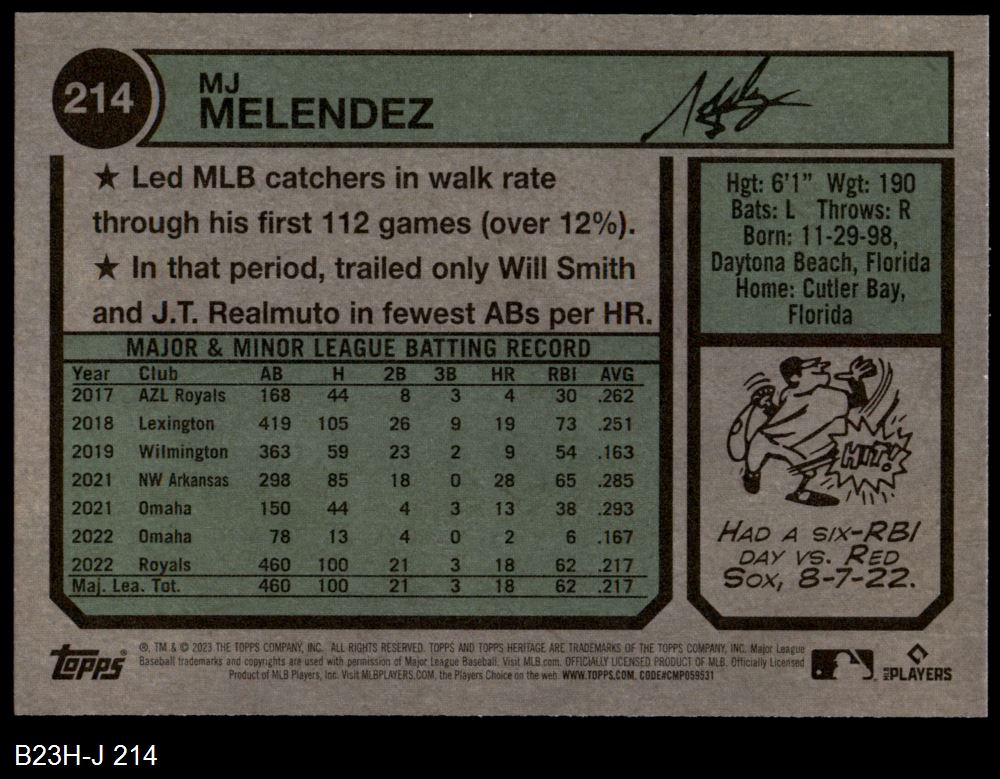 214
MJ
MELENDEZ
★ Led MLB catchers in walk rate
through his first 112 games (over 12%).
★ In that period, trailed only Will Smith
and J.T. Realmuto in fewest ABs per HR.
MAJOR & MINOR LEAGUE BATTING RECORD
Year Club AB H 2B 3B HR RBI AVG
2017 AZL Royals 168 44 8 3 4 30 .262
2018 Lexington 419 105 26 9 19 73 .251
2019 Wilmington 363 59 23 2 9 54 .163
2021 NW Arkansas 298 85 18 0 28 65 .285
2021 Omaha 150 44 4 3 13 38 .293
2022 Omaha 78 13 4 0 2 6 .167
2022 Royals 460 100 21 3 18 62 .217
Maj. Lea. Tot. 460 100 21 3 18 62 .217
Hgt: 6'1" Wgt: 190
Bats: L Throws: R
Born: 11-29-98,
Daytona Beach, Florida
Home: Cutler Bay,
Florida
HIT!
HAD A SIX-RBI
DAY VS. RED
SOX, 8-7-22.
Topps
®, TM & © 2023 THE TOPPS COMPANY, INC. ALL RIGHTS RESERVED. TOPPS AND TOPPS HERITAGE ARE TRADEMARKS OF THE TOPPS COMPANY, INC. Major League
Baseball trademarks and copyrights are used with permission of Major League Baseball. Visit MLB.com. OFFICIALLY LICENSED PRODUCT OF MLB. Officially Licensed
Product of MLB Players, Inc. Visit MLBPLAYERS.COM, the Players Choice on the web. WWW.TOPPS.COM. CODE#CMP059531
MLB PLAYERS
B23H-J 214